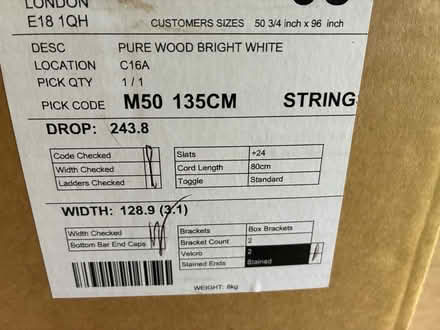 LONDON
E18 1QH
CUSTOMERS SIZES 50 3/4 inch x 96 inch
DESC PURE WOOD BRIGHT WHITE
LOCATION C16A
PICK QTY 1 / 1
PICK CODE M50 135CM STRINGS
DROP: 243.8
Code Checked
Width Checked
Ladders Checked
Slats +24
Cord Length 80cm
Toggle Standard
WIDTH: 128.9 (3.1)
Width Checked
Bottom Bar End Caps
Brackets Box Brackets
Bracket Count 2
Velcro 2
Stained Ends Stained
WEIGHT: 8kg